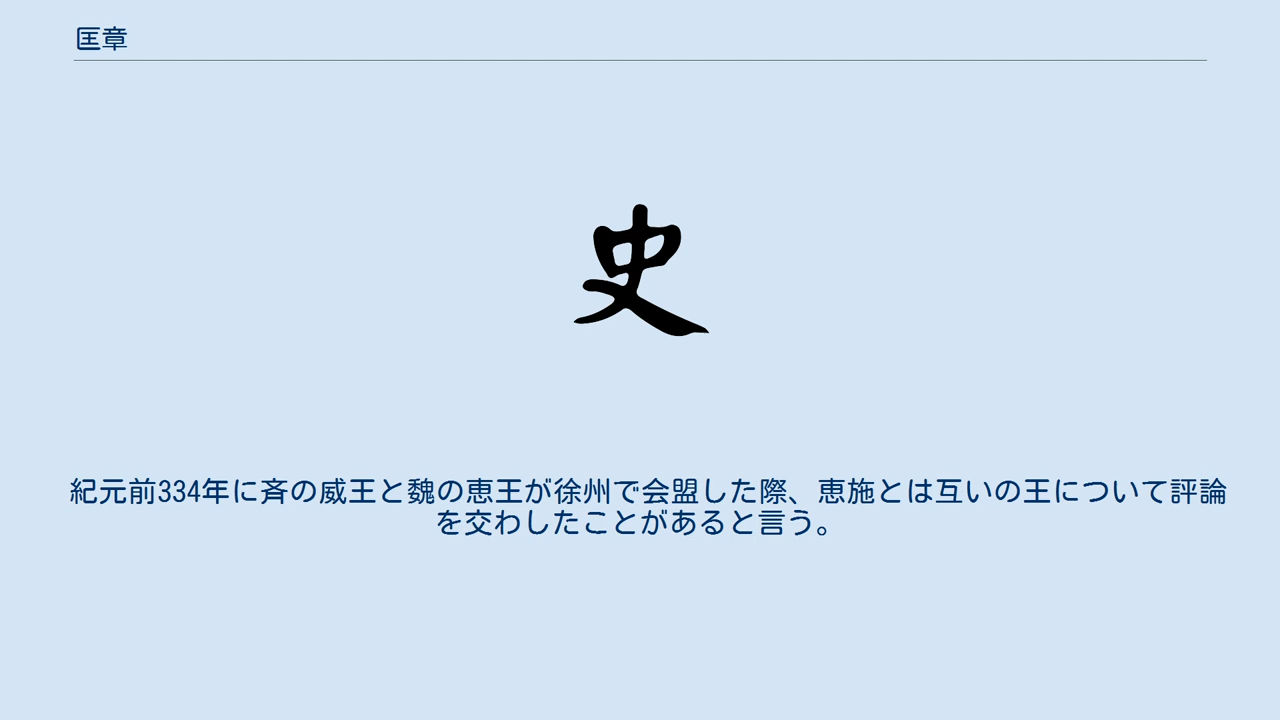 匡章
史
紀元前334年に斉の威王と魏の恵王が徐州で会盟した際、恵施とは互いの王について評論
を交わしたことがあると言う。